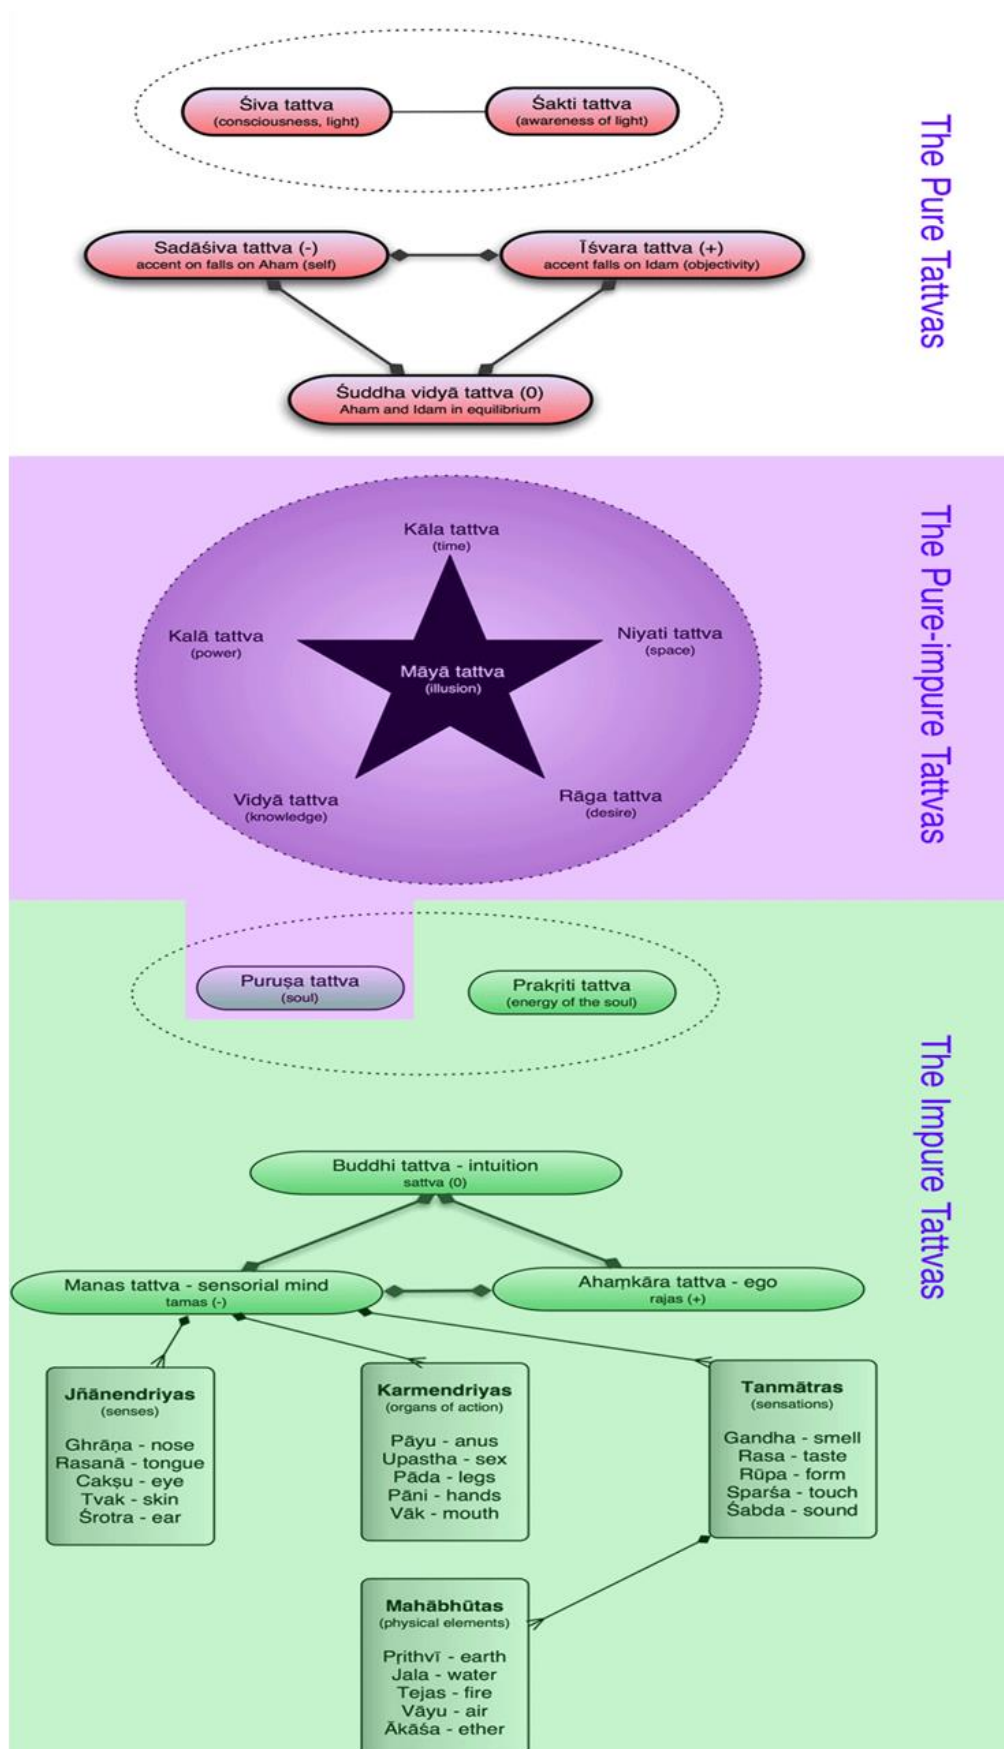 Śiva tattva
(consciousness, light)
Śakti tattva
(awareness of light)
Sadāśiva tattva (-)
accent on falls on Aham (self)
Īśvara tattva (+)
accent falls on Idam (objectivity)
Śuddha vidyā tattva (0)
Aham and Idam in equilibrium
The Pure Tattvas
Kāla tattva
(time)
Kalā tattva
(power)
Niyati tattva
(space)
Māyā tattva
(illusion)
Vidyā tattva
(knowledge)
Rāga tattva
(desire)
The Pure-impure Tattvas
Puruṣa tattva
(soul)
Prakṛiti tattva
(energy of the soul)
Buddhi tattva - intuition
sattva (0)
Manas tattva - sensorial mind
tamas (-)
Ahaṃkāra tattva - ego
rajas (+)
The Impure Tattvas
Jñānendriyas
(senses)
Ghrāṇa - nose
Rasanā - tongue
Cakṣu - eye
Tvak - skin
Śrotra - ear
Karmendriyas
(organs of action)
Pāyu - anus
Upastha - sex
Pāda - legs
Pāni - hands
Vāk - mouth
Tanmātras
(sensations)
Gandha - smell
Rasa - taste
Rūpa - form
Sparśa - touch
Śabda - sound
Mahābhūtas
(physical elements)
Pṛithvī - earth
Jala - water
Tejas - fire
Vāyu - air
Ākāśa - ether